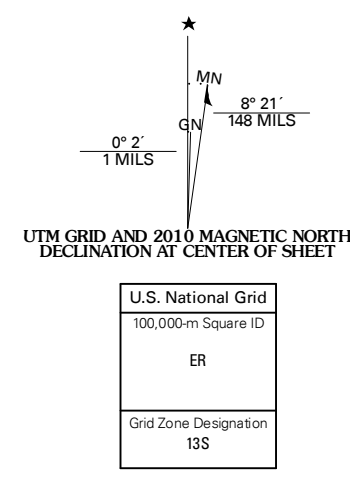 ★
MN
GN
8° 21´
148 MILS
0° 2´
1 MILS
UTM GRID AND 2010 MAGNETIC NORTH
DECLINATION AT CENTER OF SHEET
U.S. National Grid
100,000-m Square ID
ER
Grid Zone Designation
13S